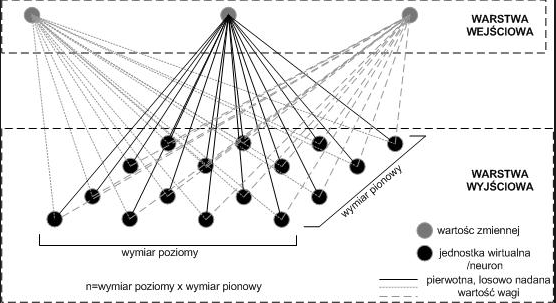 WARSTWA
WEJŚCIOWA
WARSTWA
WYJŚCIOWA
wymiar pionowy
wartośc zmiennej
jednostka wirtualna
/neuron
wymiar poziomy
pierwotna, losowo nadana
wartość wagi
n=wymiar poziomy x wymiar pionowy